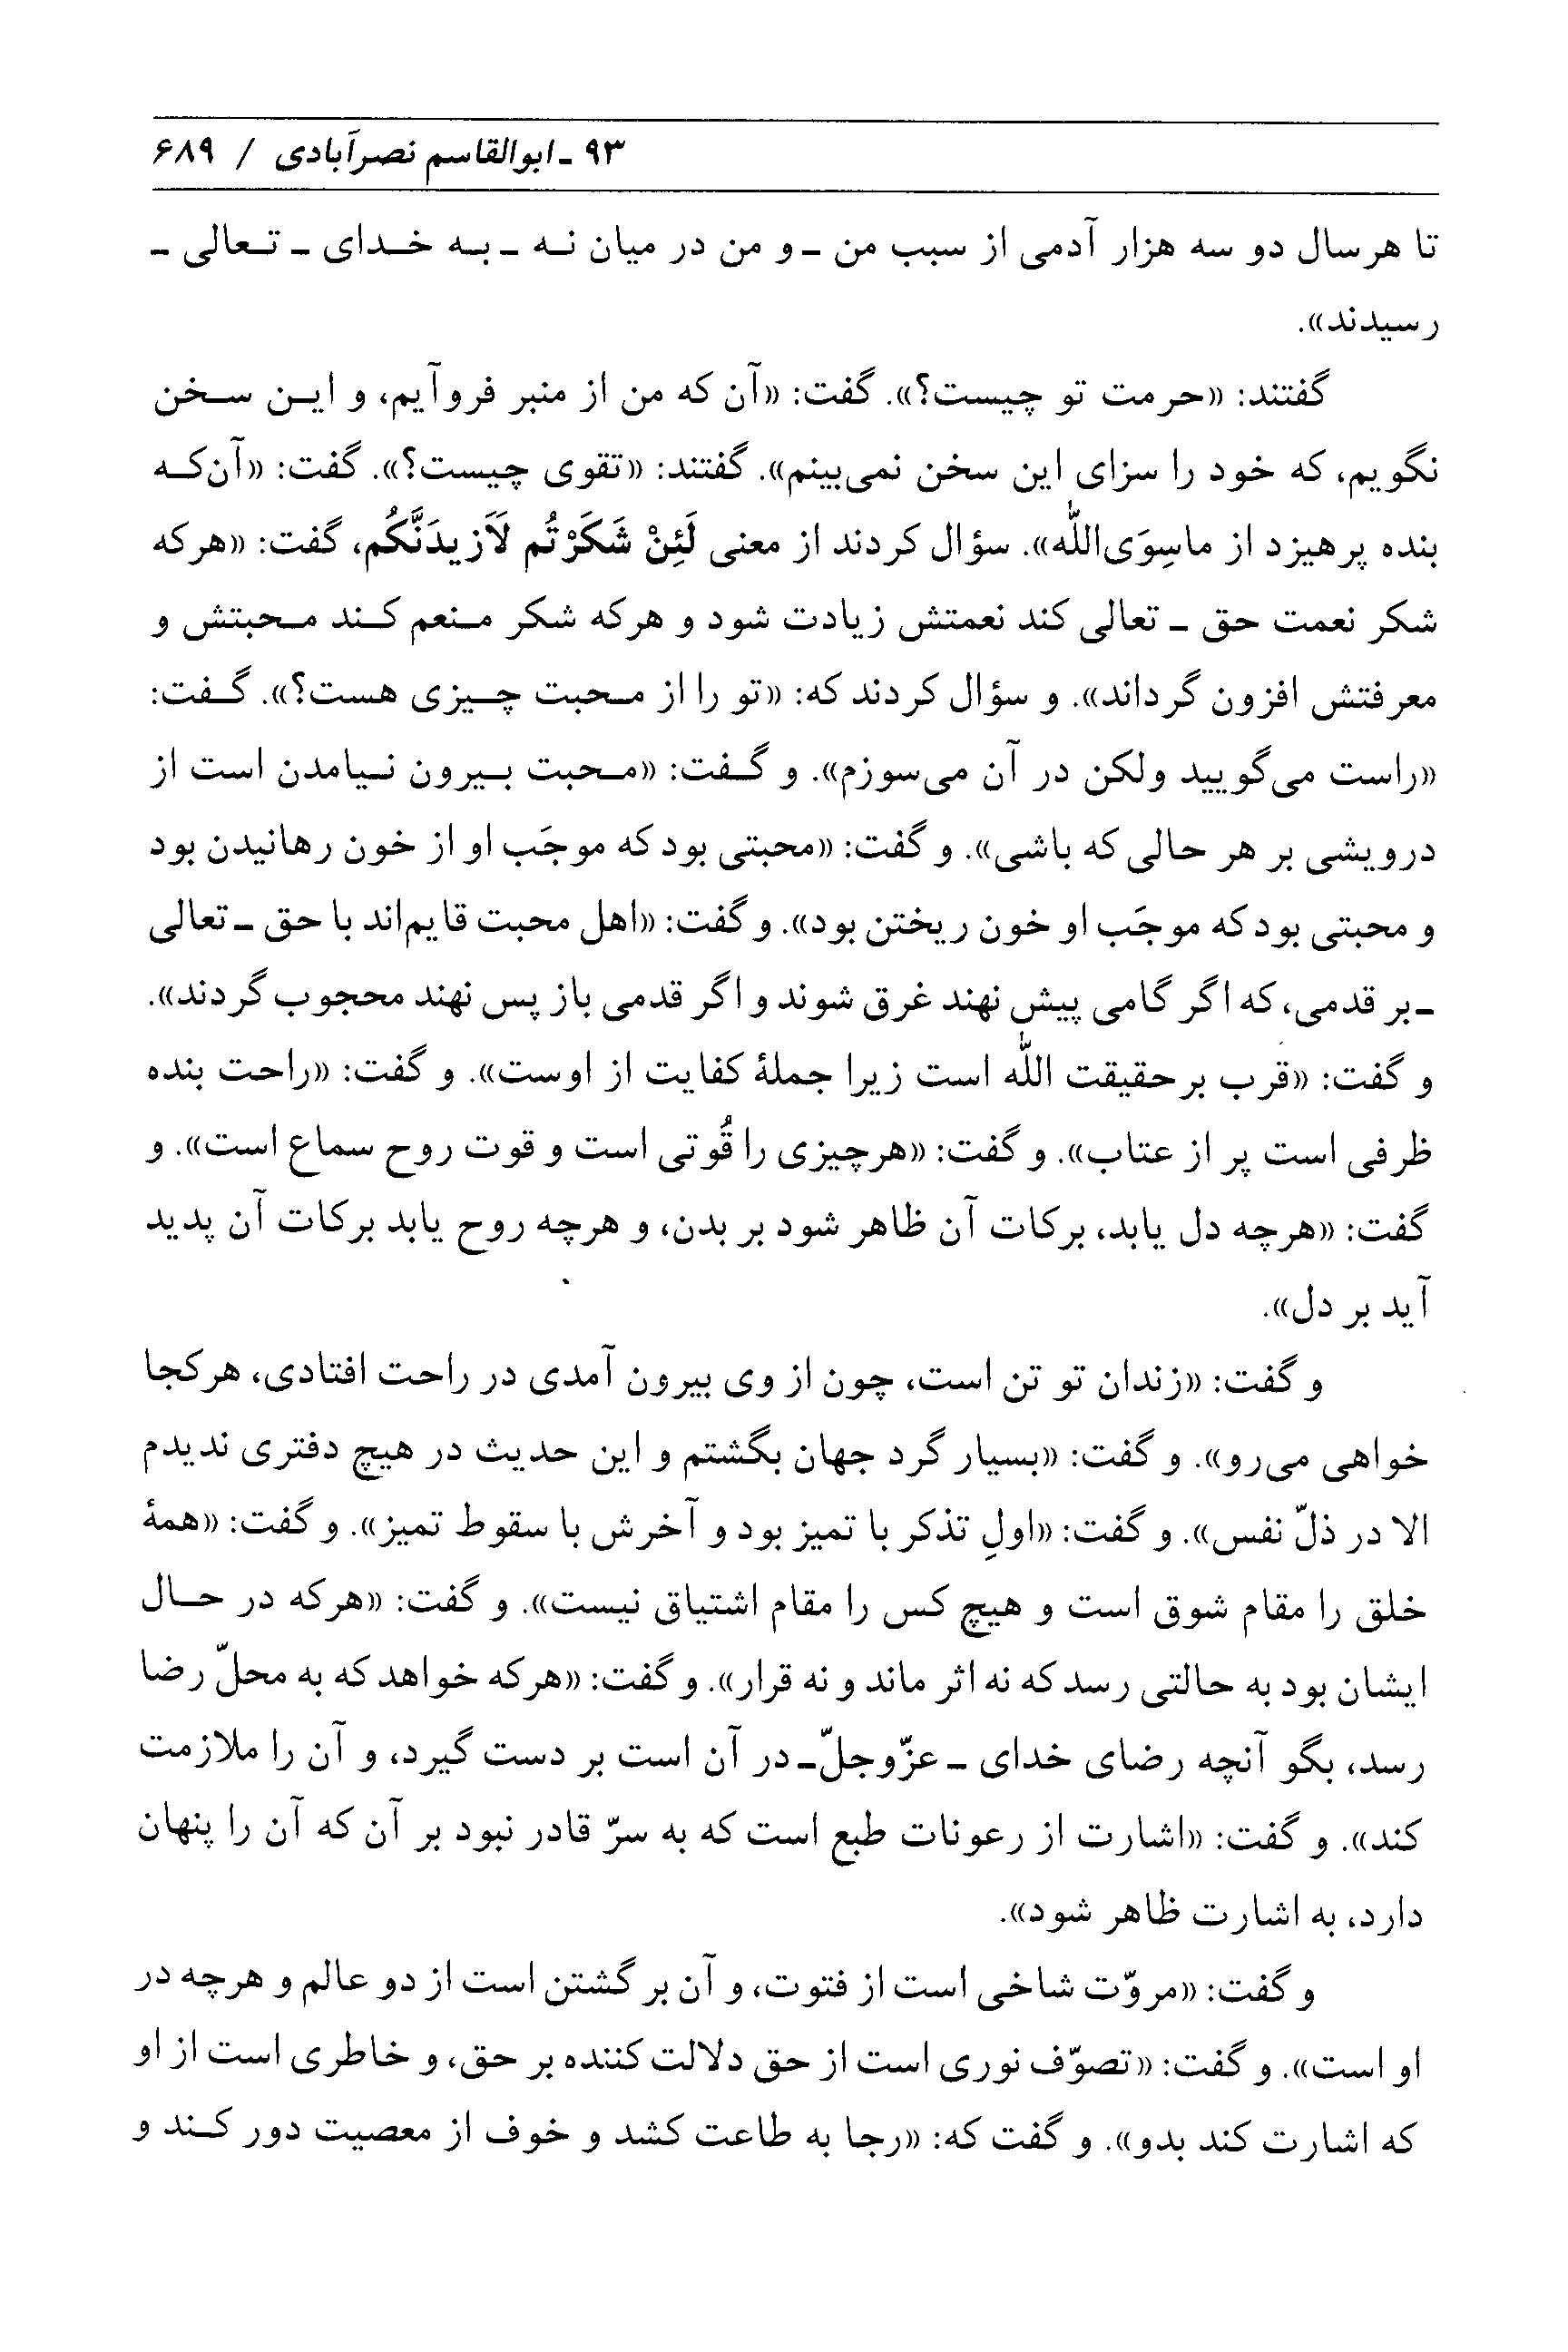 ۹۳ ـ ابوالقاسم نصرآبادی / ۶۸۹
تا هرسال دو سه هزار آدمی از سبب من ـ و من در میان نه ـ به خدای ـ تعالی ـ
رسیدند».
گفتند: «حرمت تو چیست؟». گفت: «آن که من از منبر فروآیم، و این سخن
نگویم، که خود را سزای این سخن نمی‌بینم». گفتند: «تقوی چیست؟». گفت: «آن‌که
بنده پرهیزد از ماسِوَی‌اللّٰه». سؤال کردند از معنی لَئِنْ شَکَرْتُم لَاَزیدَنَّکُم، گفت: «هرکه
شکر نعمت حق ـ تعالی کند نعمتش زیادت شود و هرکه شکر منعم کند محبتش و
معرفتش افزون گرداند». و سؤال کردند که: «تو را از محبت چیزی هست؟». گفت:
«راست می‌گویید ولکن در آن می‌سوزم». و گفت: «محبت بیرون نیامدن است از
درویشی بر هر حالی که باشی». و گفت: «محبتی بود که موجَب او از خون رهانیدن بود
و محبتی بود که موجَب او خون ریختن بود». و گفت: «اهل محبت قایم‌اند با حق ـ تعالی
ـ بر قدمی، که اگر گامی پیش نهند غرق شوند و اگر قدمی باز پس نهند محجوب گردند».
و گفت: «قرب برحقیقت اللّٰه است زیرا جملهٔ کفایت از اوست». و گفت: «راحت بنده
ظرفی است پر از عتاب». و گفت: «هرچیزی را قُوتی است و قوت روح سماع است». و
گفت: «هرچه دل یابد، برکات آن ظاهر شود بر بدن، و هرچه روح یابد برکات آن پدید
آید بر دل».
و گفت: «زندان تو تن است، چون از وی بیرون آمدی در راحت افتادی، هرکجا
خواهی می‌رو». و گفت: «بسیار گرد جهان بگشتم و این حدیث در هیچ دفتری ندیدم
الا در ذلّ نفس». و گفت: «اولِ تذکر با تمیز بود و آخرش با سقوط تمیز». و گفت: «همهٔ
خلق را مقام شوق است و هیچ کس را مقام اشتیاق نیست». و گفت: «هرکه در حال
ایشان بود به حالتی رسد که نه اثر ماند و نه قرار». و گفت: «هرکه خواهد که به محلّ رضا
رسد، بگو آنچه رضای خدای ـ عزّوجلّ ـ در آن است بر دست گیرد، و آن را ملازمت
کند». و گفت: «اشارت از رعونات طبع است که به سرّ قادر نبود بر آن که آن را پنهان
دارد، به اشارت ظاهر شود».
و گفت: «مروّت شاخی است از فتوت، و آن برگشتن است از دو عالم و هرچه در
او است». و گفت: «تصوّف نوری است از حق دلالت کننده بر حق، و خاطری است از او
که اشارت کند بدو». و گفت که: «رجا به طاعت کشد و خوف از معصیت دور کند و